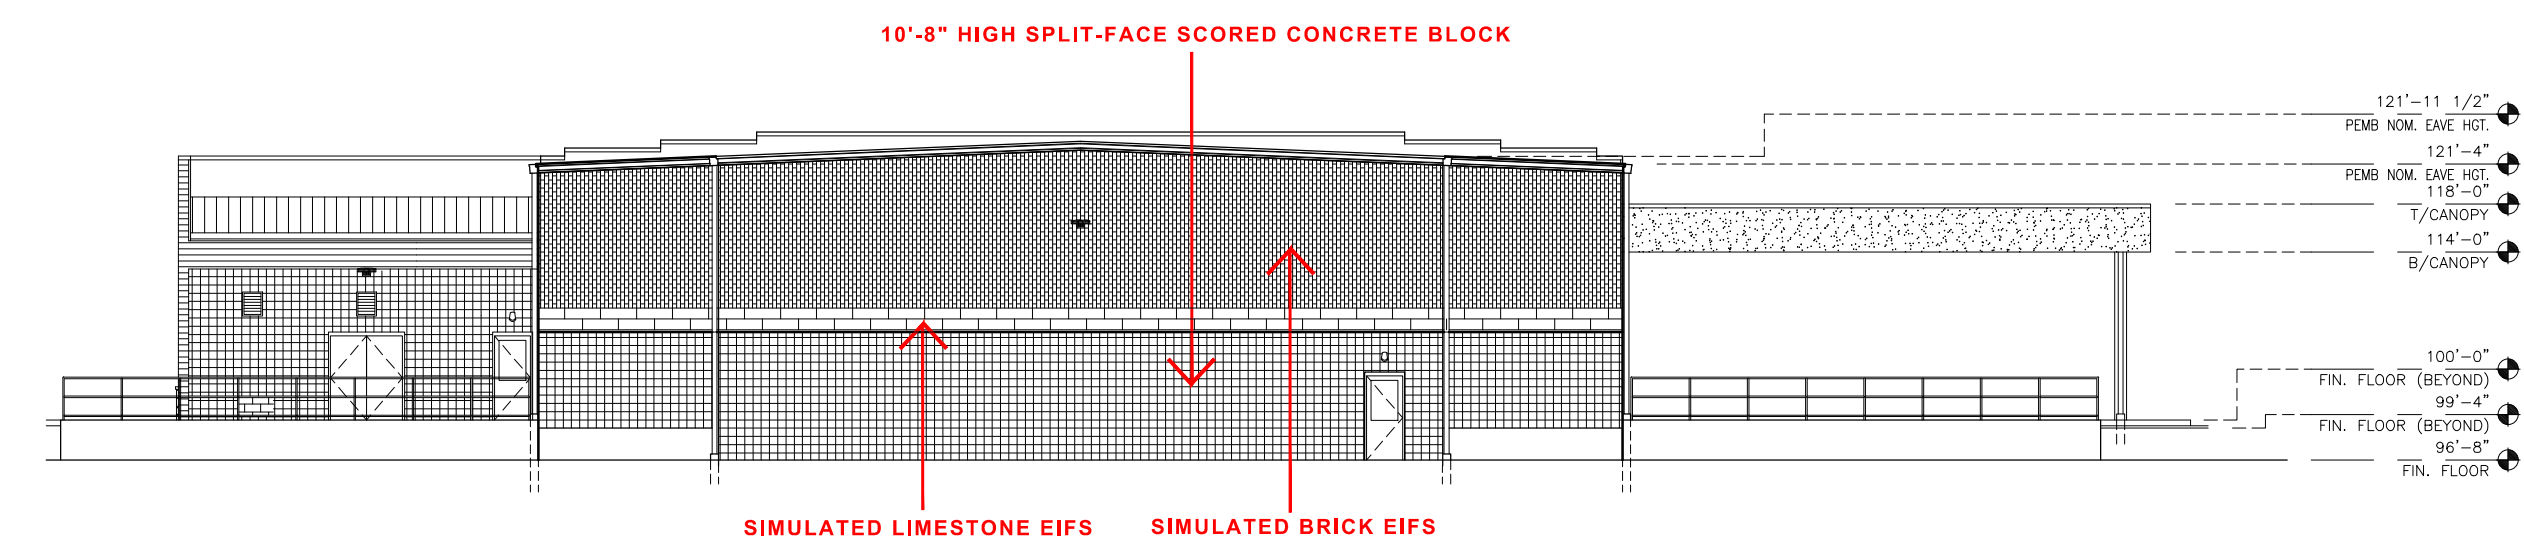 10'-8" HIGH SPLIT-FACE SCORED CONCRETE BLOCK
121'-11 1/2"
PEMB NOM. EAVE HGT.
121'-4"
PEMB NOM. EAVE HGT.
118'-0"
T/CANOPY
114'-0"
B/CANOPY
100'-0"
FIN. FLOOR (BEYOND)
99'-4"
FIN. FLOOR (BEYOND)
96'-8"
FIN. FLOOR
SIMULATED LIMESTONE EIFS
SIMULATED BRICK EIFS